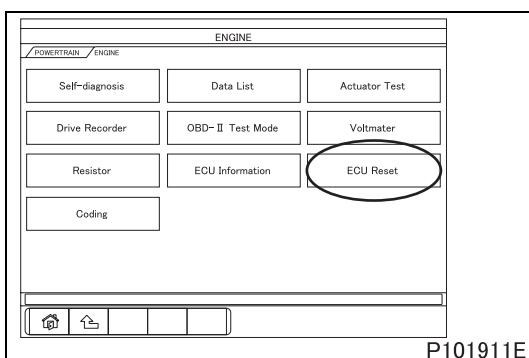 ENGINE
POWERTRAIN ENGINE
Self-diagnosis Data List Actuator Test
Drive Recorder OBD-Ⅱ Test Mode Voltmater
Resistor ECU Information ECU Reset
Coding
P101911E